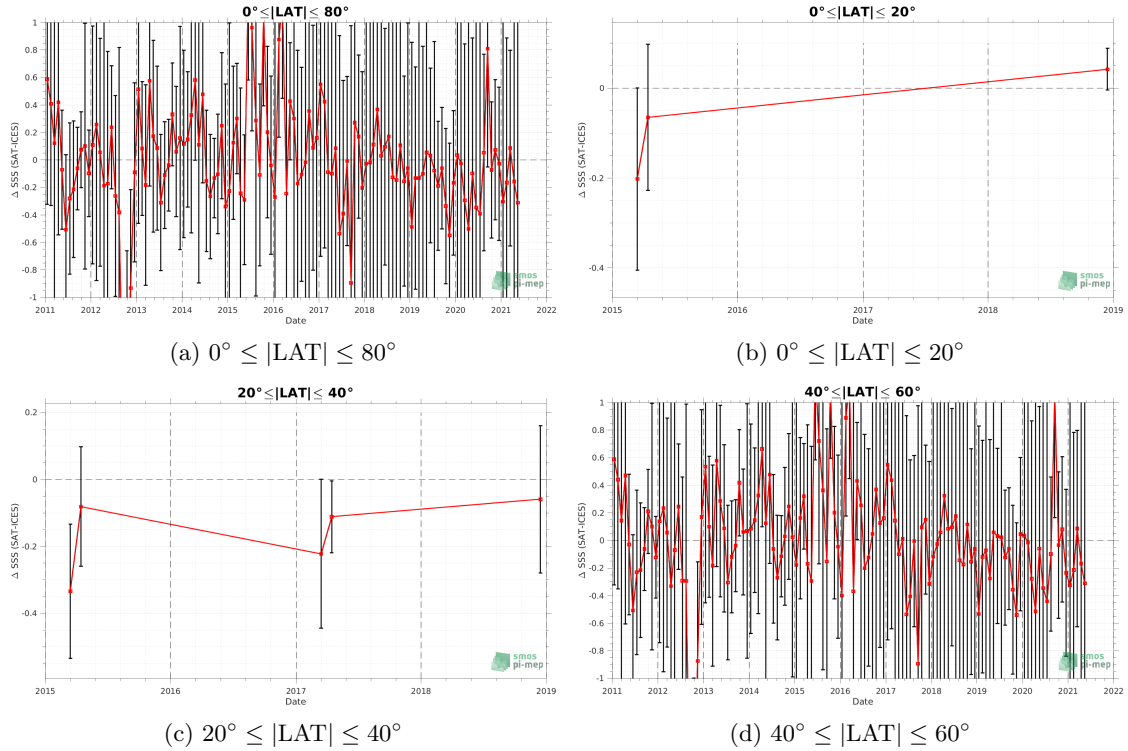 0°≤|LAT|≤ 80°
Δ SSS (SAT-ICES)
1
0.8
0.6
0.4
0.2
0
-0.2
-0.4
-0.6
-0.8
-1
2011 2012 2013 2014 2015 2016 2017 2018 2019 2020 2021 2022
Date
smos
pi-mep
(a) 0° ≤ |LAT| ≤ 80°
0°≤|LAT|≤ 20°
Δ SSS (SAT-ICES)
0
-0.2
-0.4
2015 2016 2017 2018 2019
Date
smos
pi-mep
(b) 0° ≤ |LAT| ≤ 20°
20°≤|LAT|≤ 40°
Δ SSS (SAT-ICES)
0.2
0
-0.2
-0.4
2015 2016 2017 2018 2019
Date
smos
pi-mep
(c) 20° ≤ |LAT| ≤ 40°
40°≤|LAT|≤ 60°
Δ SSS (SAT-ICES)
1
0.8
0.6
0.4
0.2
0
-0.2
-0.4
-0.6
-0.8
-1
2011 2012 2013 2014 2015 2016 2017 2018 2019 2020 2021 2022
Date
smos
pi-mep
(d) 40° ≤ |LAT| ≤ 60°